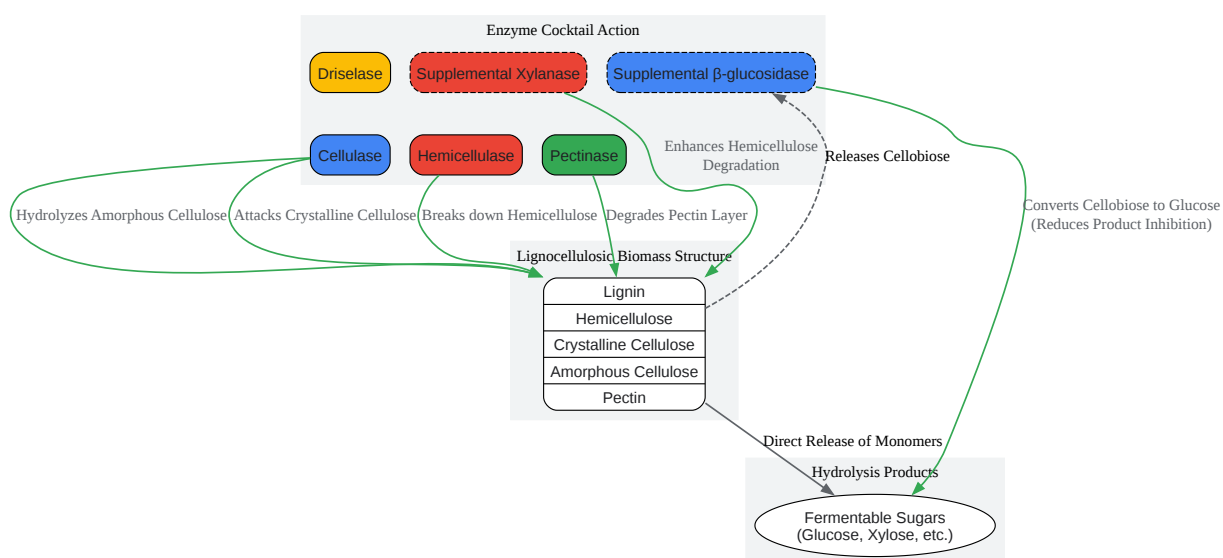 Enzyme Cocktail Action
Driselase
Supplemental Xylanase
Supplemental β-glucosidase
Cellulase
Hemicellulase
Pectinase
Enhances Hemicellulose
Degradation
Releases Cellobiose
Hydrolyzes Amorphous Cellulose
Attacks Crystalline Cellulose
Breaks down Hemicellulose
Degrades Pectin Layer
Converts Cellobiose to Glucose
(Reduces Product Inhibition)
Lignocellulosic Biomass Structure
Lignin
Hemicellulose
Crystalline Cellulose
Amorphous Cellulose
Pectin
Direct Release of Monomers
Hydrolysis Products
Fermentable Sugars
(Glucose, Xylose, etc.)